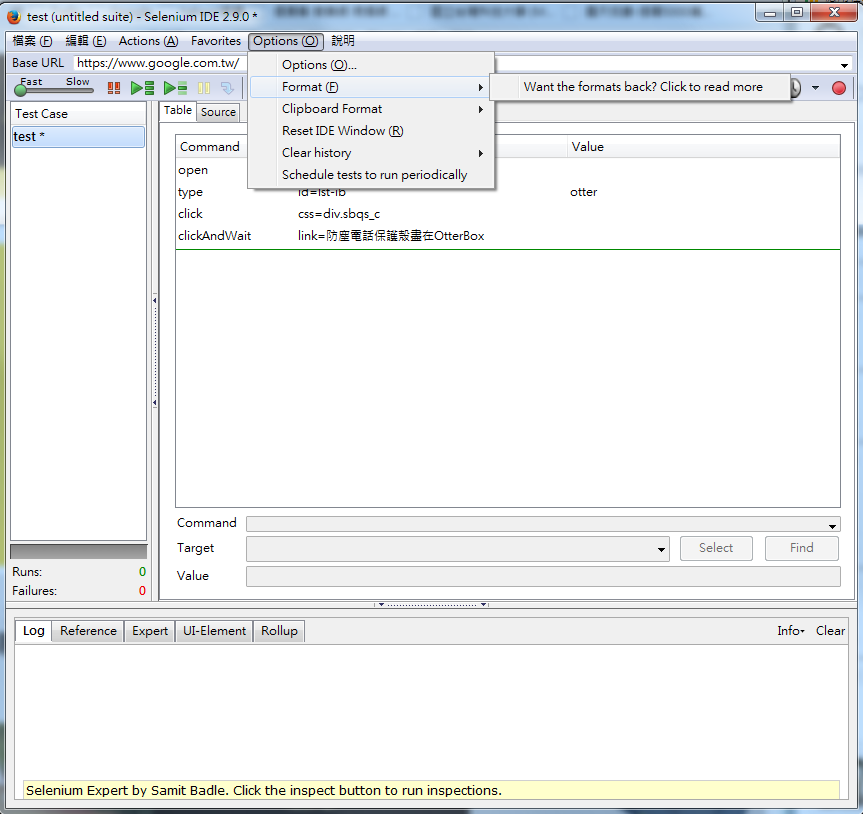 test (untitled suite) - Selenium IDE 2.9.0 *
檔案 (F) 編輯 (E) Actions (A) Favorites Options (O) 說明
Base URL https://www.google.com.tw/
Options (O)...
Fast Slow
Format (F)
Want the formats back? Click to read more
Clipboard Format
Reset IDE Window (R)
Clear history
Schedule tests to run periodically
Test Case
test *
Table Source
Command Value
open
type id=lst-ib otter
click css=div.sbqs_c
clickAndWait link=防塵電話保護殼盡在OtterBox
Command
Target Select Find
Value
Runs: 0
Failures: 0
Log Reference Expert UI-Element Rollup Info Clear
Selenium Expert by Samit Badle. Click the inspect button to run inspections.